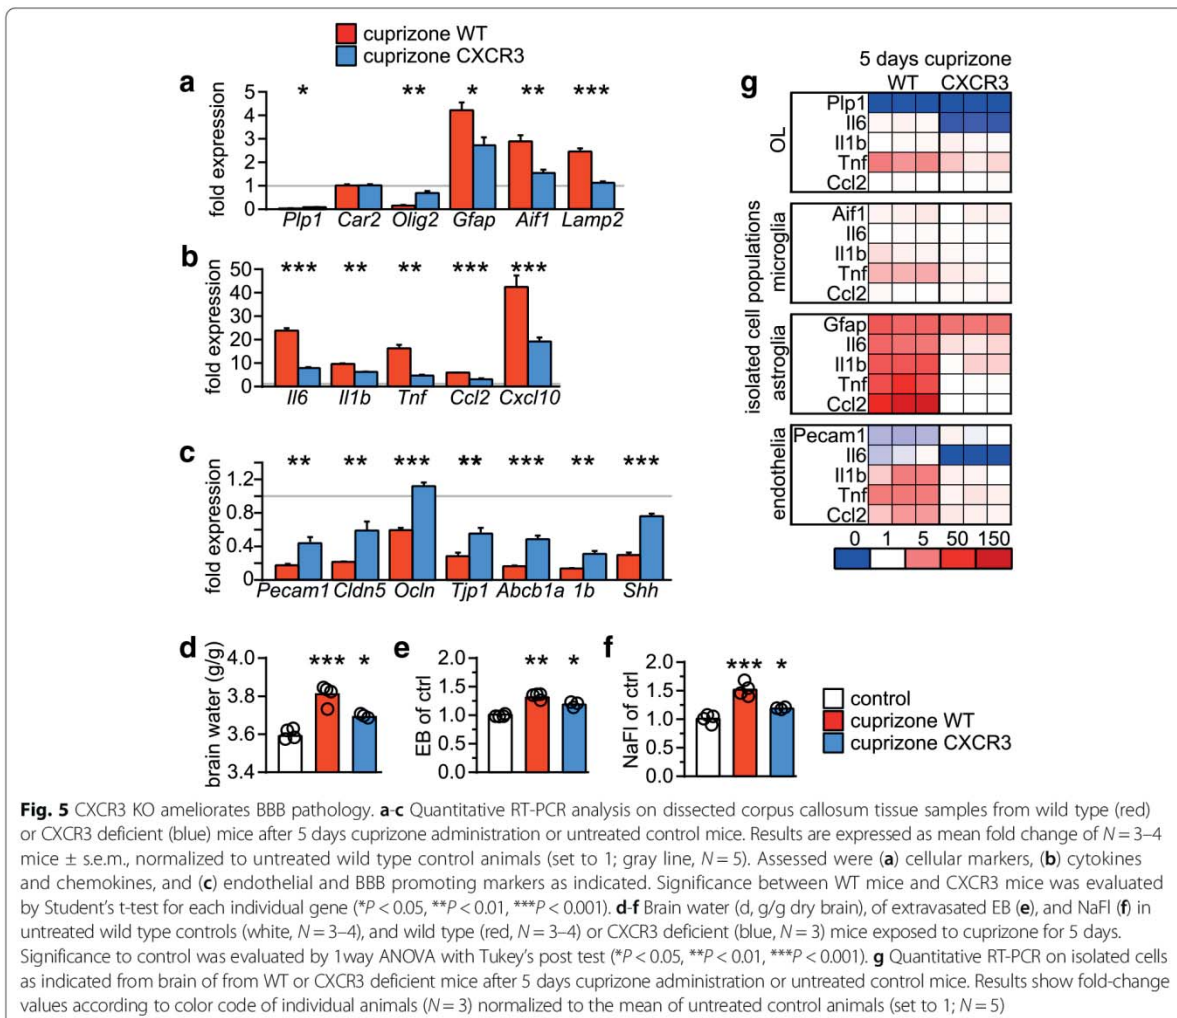 cuprizone WT
cuprizone CXCR3
a
fold expression
5
4
3
2
1
0
* ** * ** ***
Plp1 Car2 Olig2 Gfap Aif1 Lamp2
b
fold expression
50
40
30
20
10
0
*** ** ** *** ***
Il6 Il1b Tnf Ccl2 Cxcl10
c
fold expression
1.2
0.8
0.4
0
** ** *** ** *** ** ***
Pecam1 Cldn5 Ocln Tjp1 Abcb1a 1b Shh
g
5 days cuprizone
WT CXCR3
isolated cell populations
OL
Plp1
Il6
Il1b
Tnf
Ccl2
microglia
Aif1
Il6
Il1b
Tnf
Ccl2
astroglia
Gfap
Il6
Il1b
Tnf
Ccl2
endothelia
Pecam1
Il6
Il1b
Tnf
Ccl2
0 1 5 50 150
d
brain water (g/g)
4.0
3.8
3.6
3.4
*** *
e
EB of ctrl
2.0
1.5
1.0
0.5
0.0
** *
f
NaFl of ctrl
2.0
1.5
1.0
0.5
0.0
*** *
control
cuprizone WT
cuprizone CXCR3
Fig. 5 CXCR3 KO ameliorates BBB pathology. a-c Quantitative RT-PCR analysis on dissected corpus callosum tissue samples from wild type (red)
or CXCR3 deficient (blue) mice after 5 days cuprizone administration or untreated control mice. Results are expressed as mean fold change of N = 3–4
mice ± s.e.m., normalized to untreated wild type control animals (set to 1; gray line, N = 5). Assessed were (a) cellular markers, (b) cytokines
and chemokines, and (c) endothelial and BBB promoting markers as indicated. Significance between WT mice and CXCR3 mice was evaluated
by Student's t-test for each individual gene (*P < 0.05, **P < 0.01, ***P < 0.001). d-f Brain water (d, g/g dry brain), of extravasated EB (e), and NaFl (f) in
untreated wild type controls (white, N = 3–4), and wild type (red, N = 3–4) or CXCR3 deficient (blue, N = 3) mice exposed to cuprizone for 5 days.
Significance to control was evaluated by 1way ANOVA with Tukey's post test (*P < 0.05, **P < 0.01, ***P < 0.001). g Quantitative RT-PCR on isolated cells
as indicated from brain of from WT or CXCR3 deficient mice after 5 days cuprizone administration or untreated control mice. Results show fold-change
values according to color code of individual animals (N = 3) normalized to the mean of untreated control animals (set to 1; N = 5)